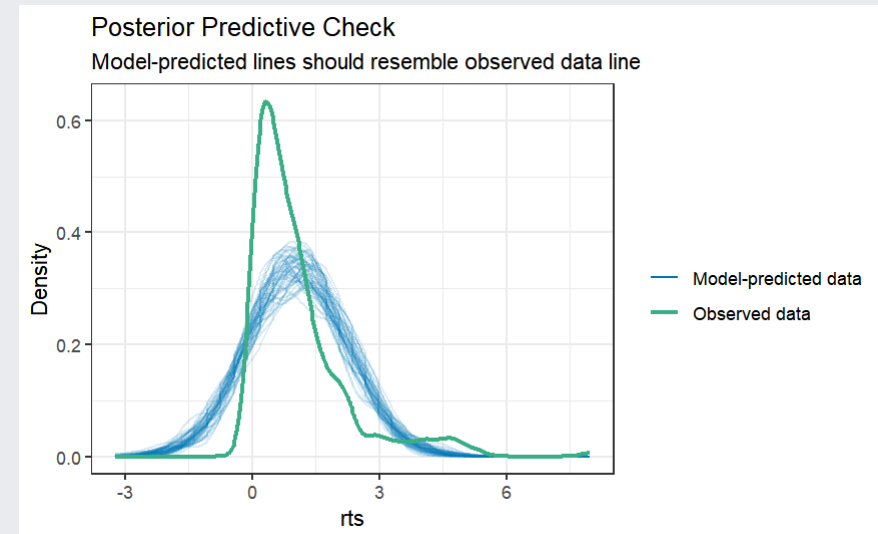 Posterior Predictive Check
Model-predicted lines should resemble observed data line
0.6
0.4
0.2
0.0
Density
-3 0 3 6
rts
Model-predicted data
Observed data